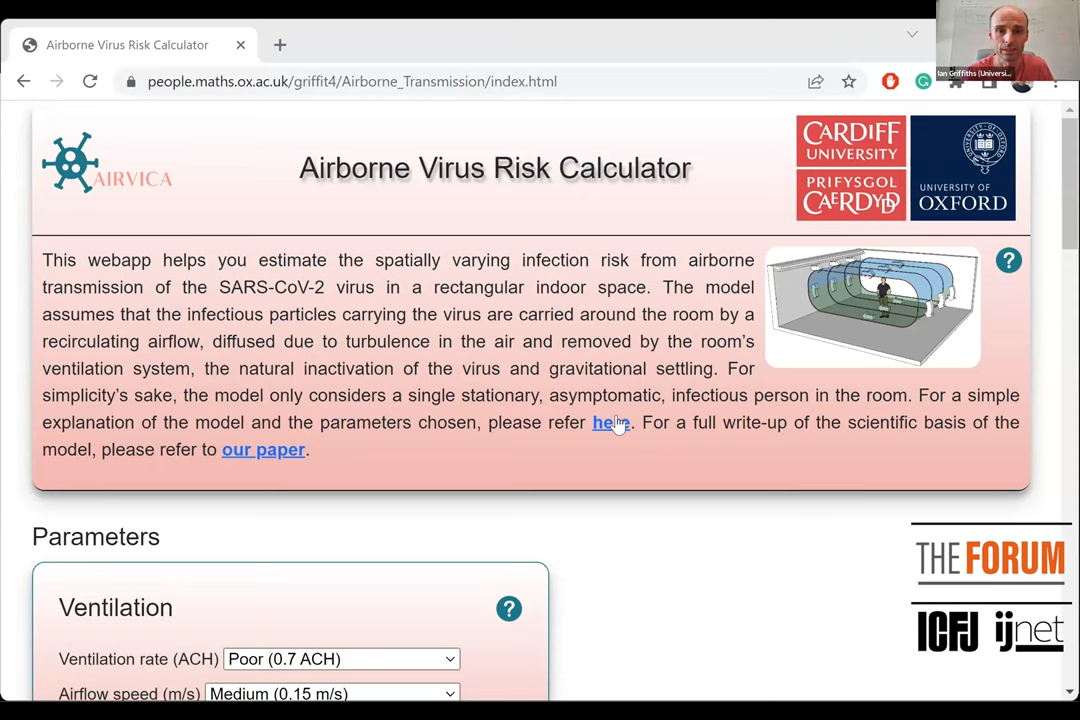 Airborne Virus Risk Calculator
Ian Griffiths (Universi...
people.maths.ox.ac.uk/griffit4/Airborne_Transmission/index.html
AIRVICA
Airborne Virus Risk Calculator
CARDIFF
UNIVERSITY
PRIFYSGOL
CAERDYDD
UNIVERSITY OF
OXFORD
This webapp helps you estimate the spatially varying infection risk from airborne
transmission of the SARS-CoV-2 virus in a rectangular indoor space. The model
assumes that the infectious particles carrying the virus are carried around the room by a
recirculating airflow, diffused due to turbulence in the air and removed by the room's
ventilation system, the natural inactivation of the virus and gravitational settling. For
simplicity's sake, the model only considers a single stationary, asymptomatic, infectious person in the room. For a simple
explanation of the model and the parameters chosen, please refer here. For a full write-up of the scientific basis of the
model, please refer to our paper.
?
Parameters
Ventilation
?
Ventilation rate (ACH) Poor (0.7 ACH)
Airflow speed (m/s) Medium (0.15 m/s)
THE FORUM
ICFJ ijnet